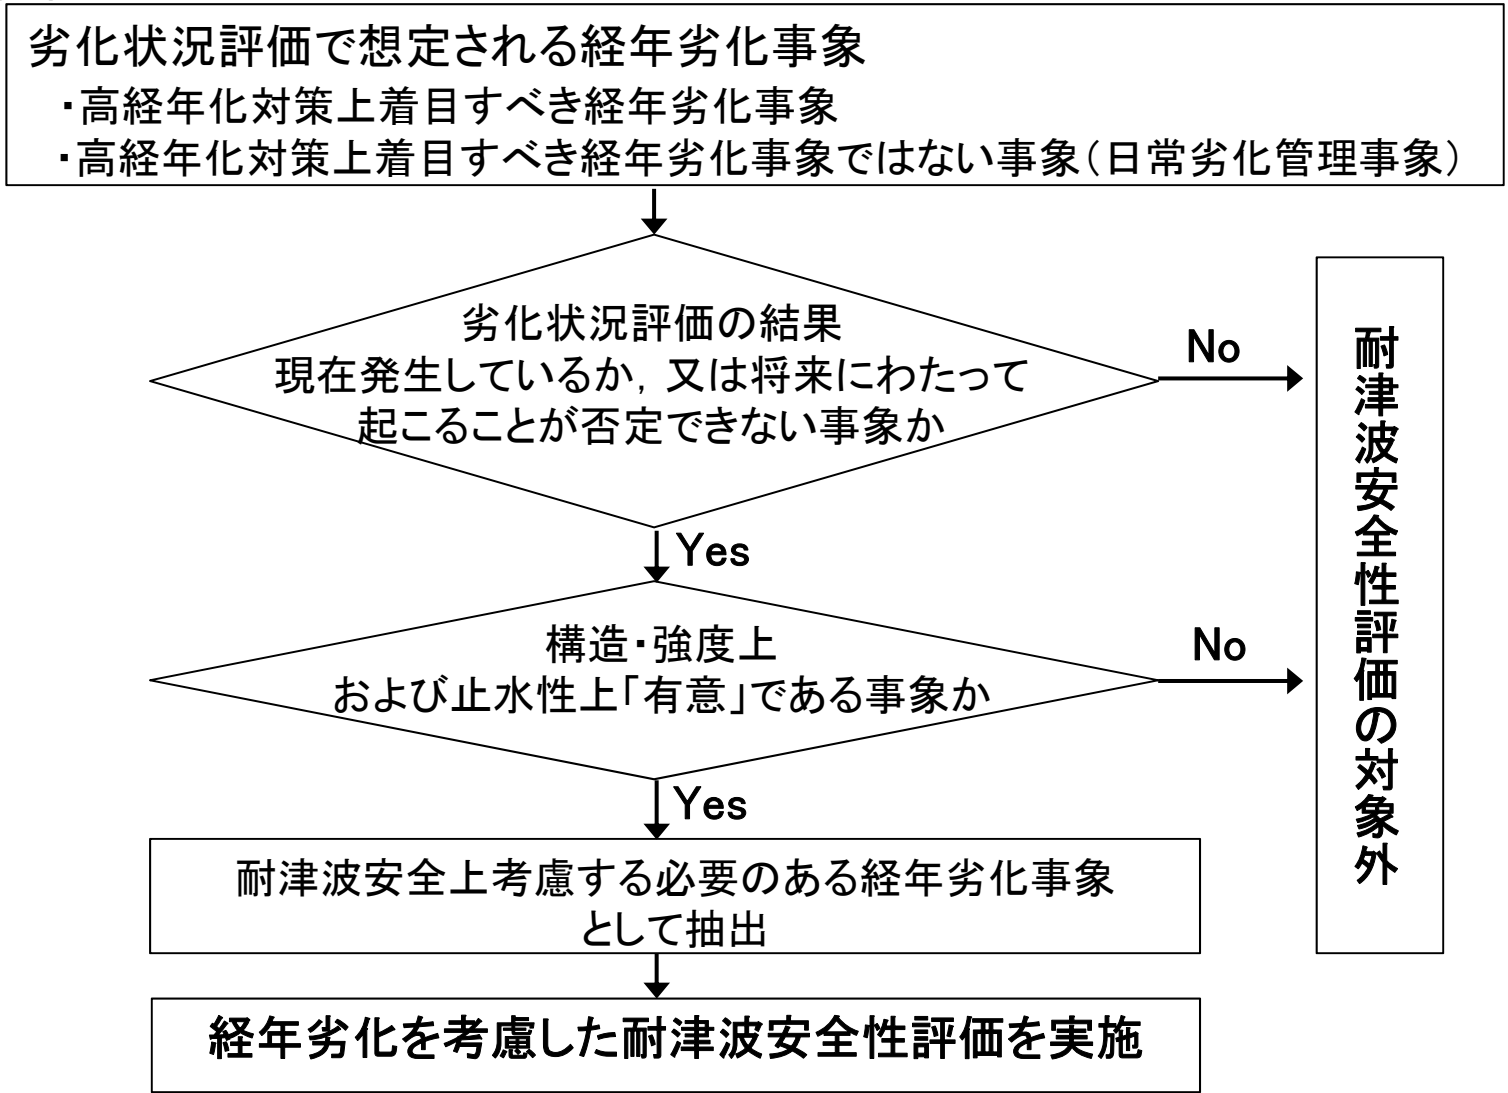 劣化状況評価で想定される経年劣化事象
・高経年化対策上着目すべき経年劣化事象
・高経年化対策上着目すべき経年劣化事象ではない事象（日常劣化管理事象）
劣化状況評価の結果
現在発生しているか，又は将来にわたって
起こることが否定できない事象か
No
Yes
構造・強度上
および止水性上「有意」である事象か
No
Yes
耐津波安全上考慮する必要のある経年劣化事象
として抽出
経年劣化を考慮した耐津波安全性評価を実施
耐津波安全性評価の対象外